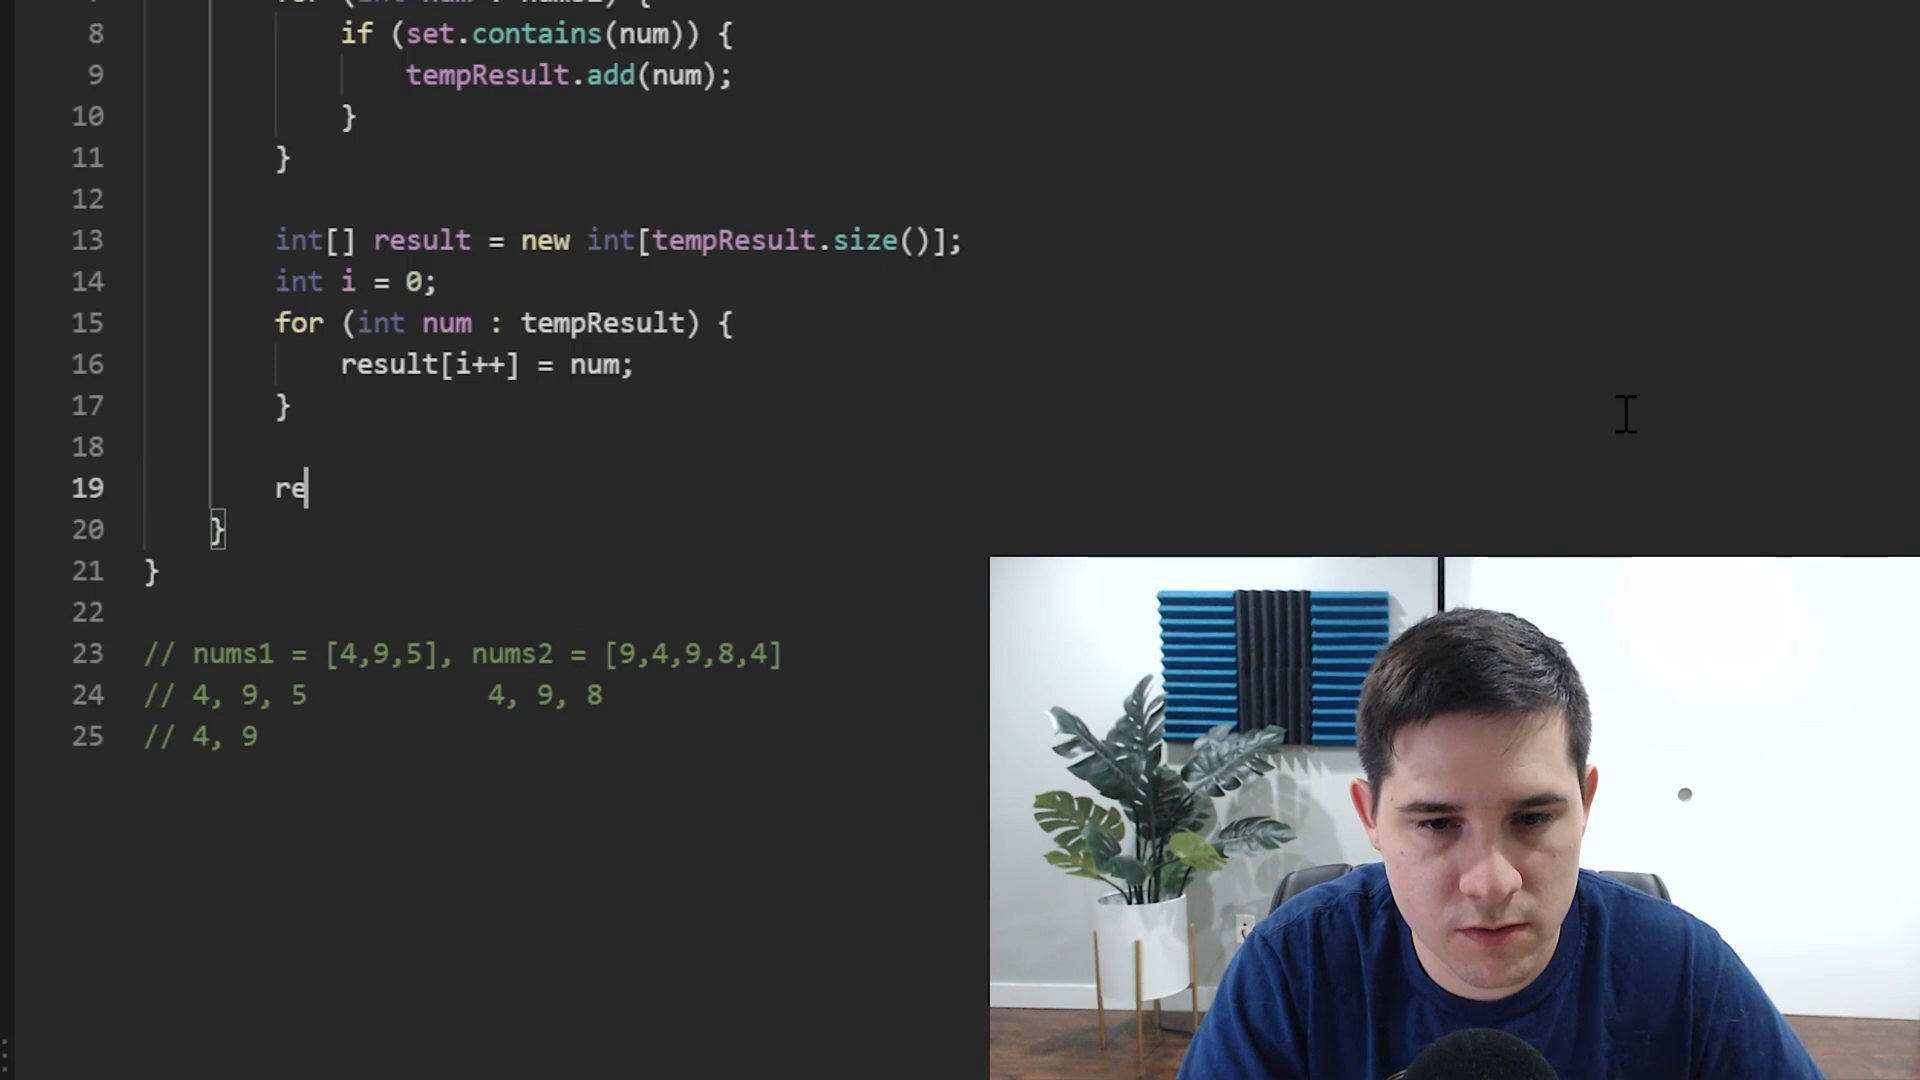 8 if (set.contains(num)) {
9 tempResult.add(num);
10 }
11 }
12
13 int[] result = new int[tempResult.size()];
14 int i = 0;
15 for (int num : tempResult) {
16 result[i++] = num;
17 }
18
19 re
20 }
21 }
22
23 // nums1 = [4,9,5], nums2 = [9,4,9,8,4]
24 // 4, 9, 5 4, 9, 8
25 // 4, 9